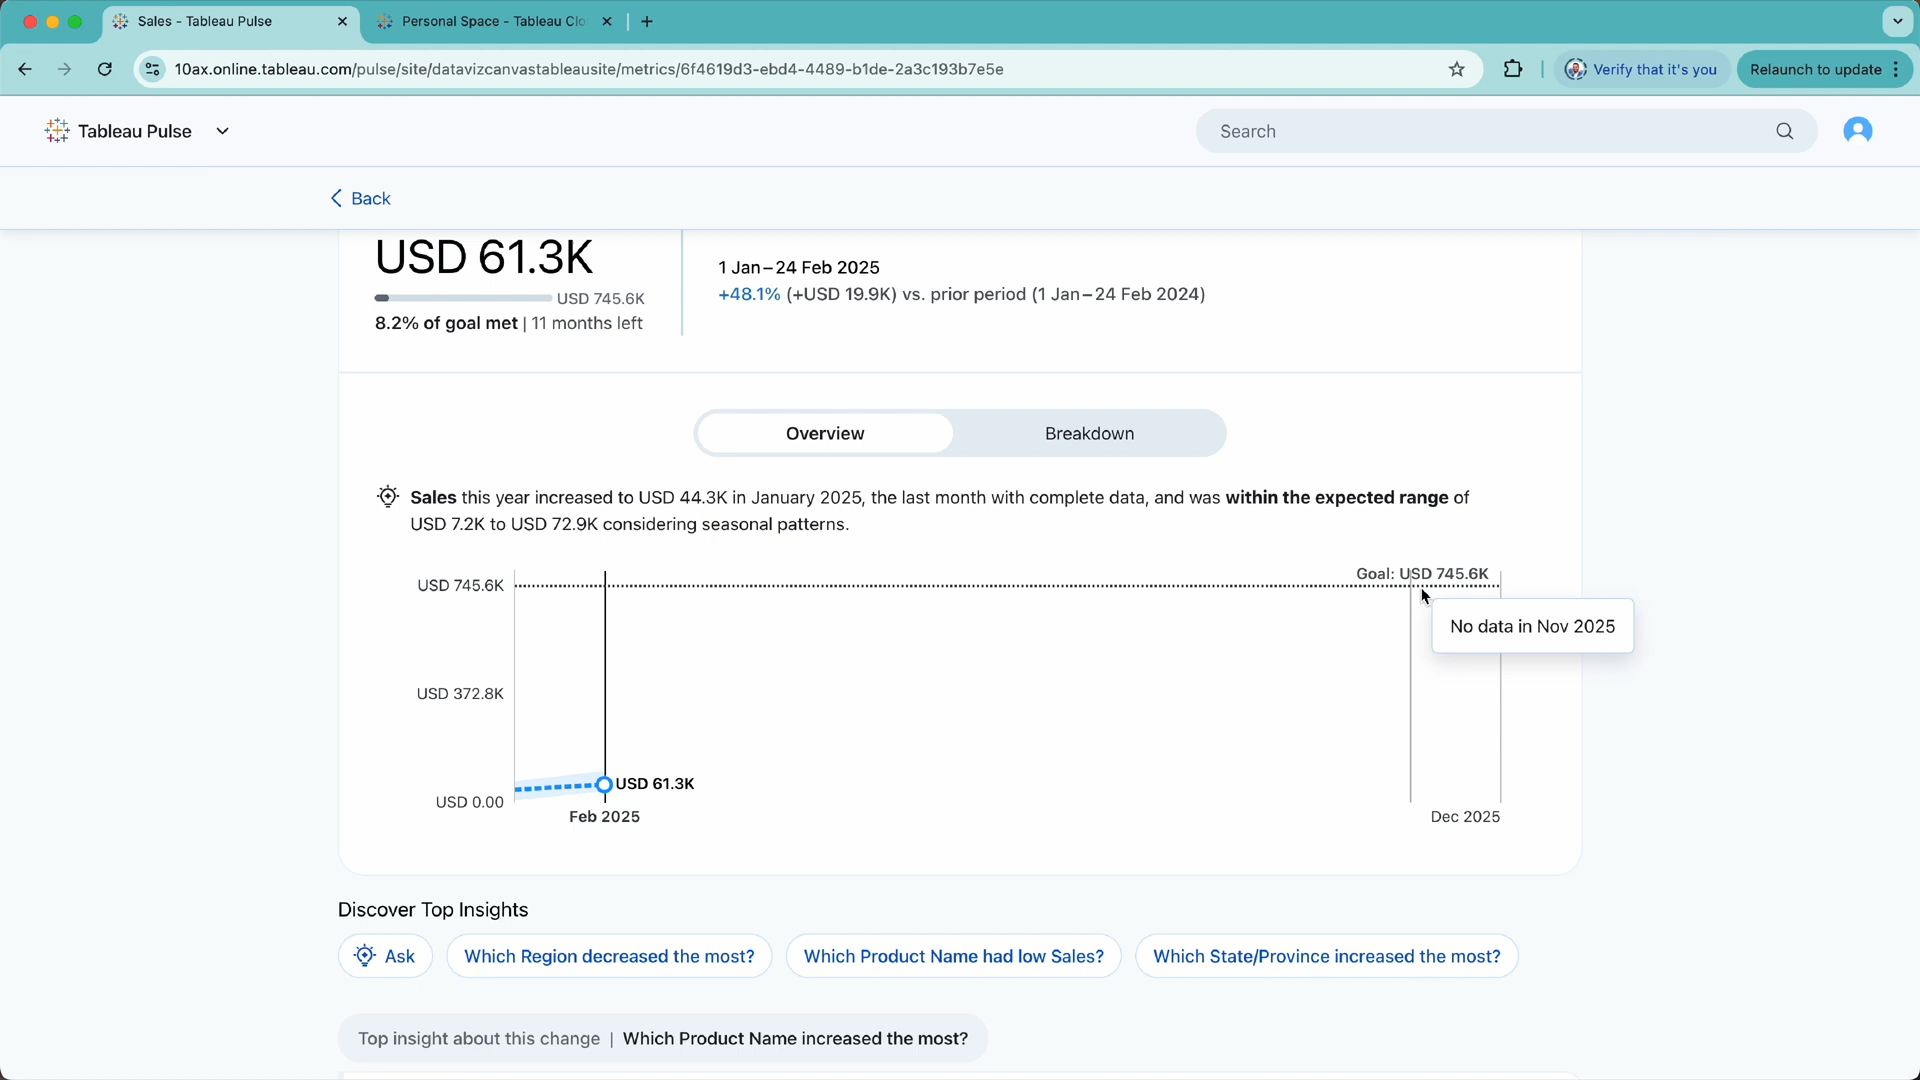 Sales - Tableau Pulse
Personal Space - Tableau Clo
10ax.online.tableau.com/pulse/site/datavizcanvastableausite/metrics/6f4619d3-ebd4-4489-b1de-2a3c193b7e5e
Verify that it's you
Relaunch to update
Tableau Pulse
Search
Back
USD 61.3K
USD 745.6K
8.2% of goal met | 11 months left
1 Jan–24 Feb 2025
+48.1% (+USD 19.9K) vs. prior period (1 Jan–24 Feb 2024)
Overview
Breakdown
Sales this year increased to USD 44.3K in January 2025, the last month with complete data, and was within the expected range of
USD 7.2K to USD 72.9K considering seasonal patterns.
Goal: USD 745.6K
USD 745.6K
No data in Nov 2025
USD 372.8K
USD 61.3K
USD 0.00
Feb 2025
Dec 2025
Discover Top Insights
Ask
Which Region decreased the most?
Which Product Name had low Sales?
Which State/Province increased the most?
Top insight about this change | Which Product Name increased the most?